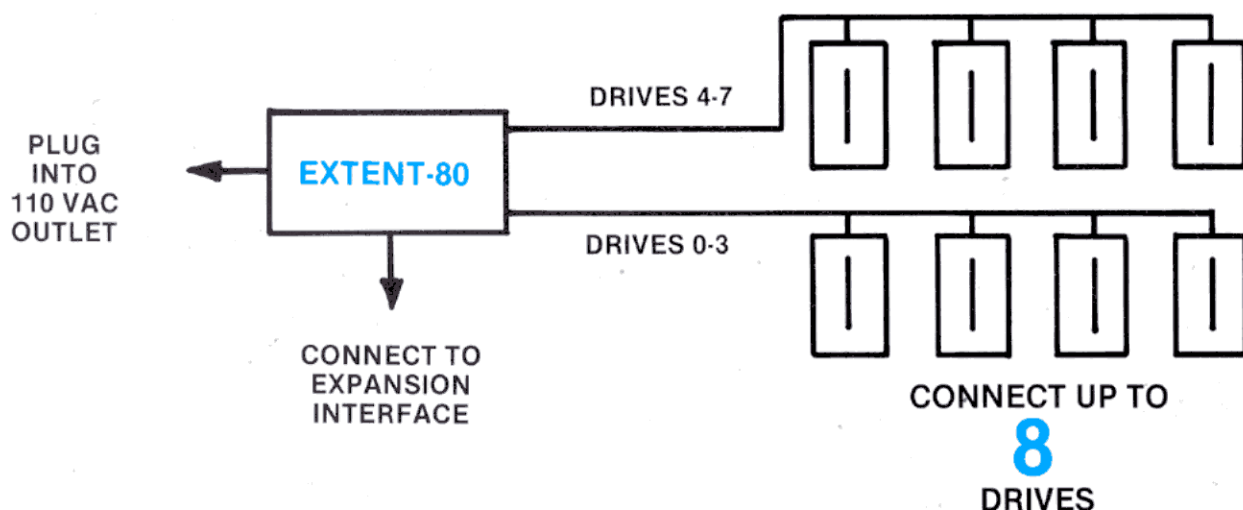 DRIVES 4-7
PLUG
INTO
110 VAC
OUTLET
EXTENT-80
DRIVES 0-3
CONNECT TO
EXPANSION
INTERFACE
CONNECT UP TO
8
DRIVES